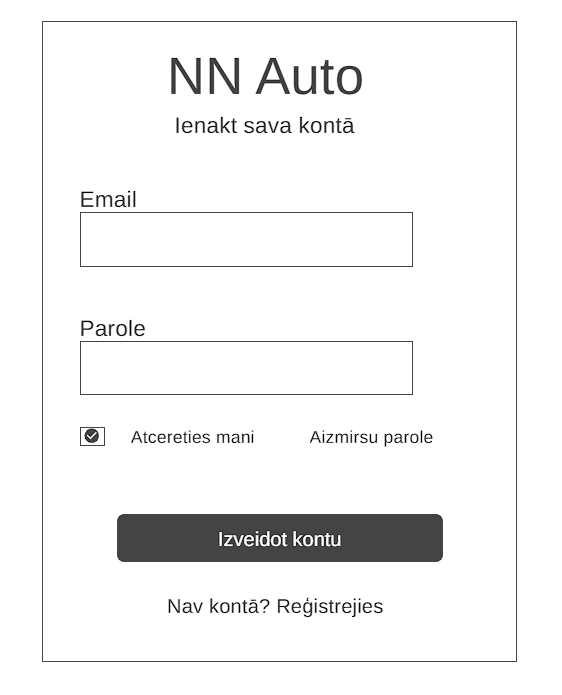 NN Auto
Ienakt sava kontā
Email
Parole
Atcereties mani Aizmirsu parole
Izveidot kontu
Nav kontā? Reģistrejies